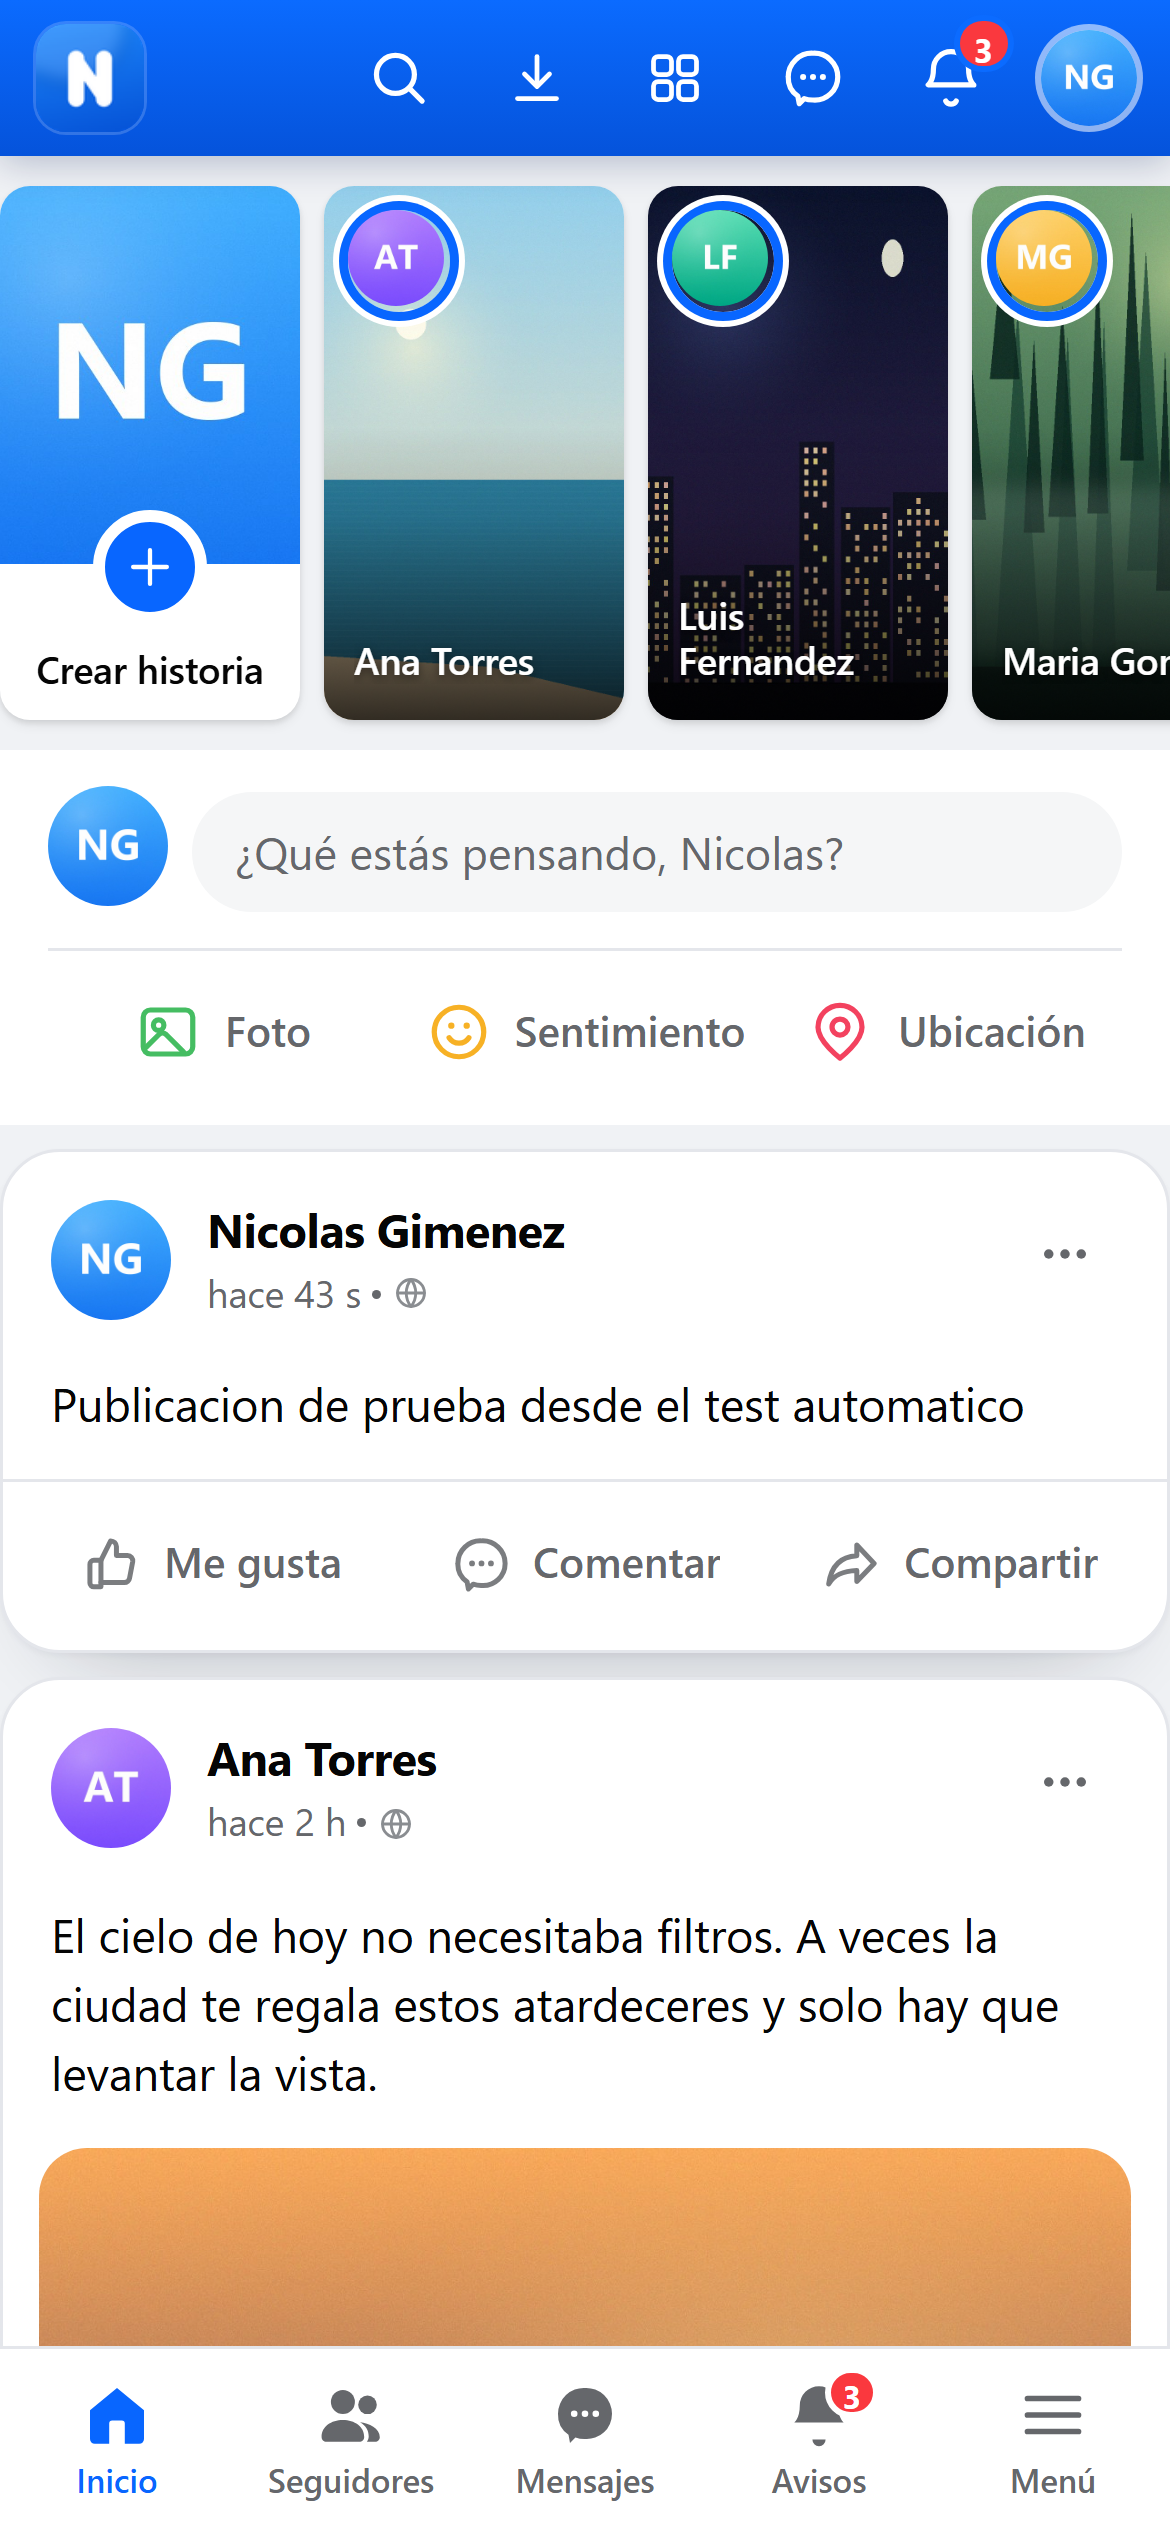 N
3
NG
NG
Crear historia
AT
Ana Torres
LF
Luis
Fernandez
MG
Maria Gor
NG
¿Qué estás pensando, Nicolas?
Foto
Sentimiento
Ubicación
NG
Nicolas Gimenez
hace 43 s •
Publicacion de prueba desde el test automatico
Me gusta
Comentar
Compartir
AT
Ana Torres
hace 2 h •
El cielo de hoy no necesitaba filtros. A veces la
ciudad te regala estos atardeceres y solo hay que
levantar la vista.
3
Inicio
Seguidores
Mensajes
Avisos
Menú